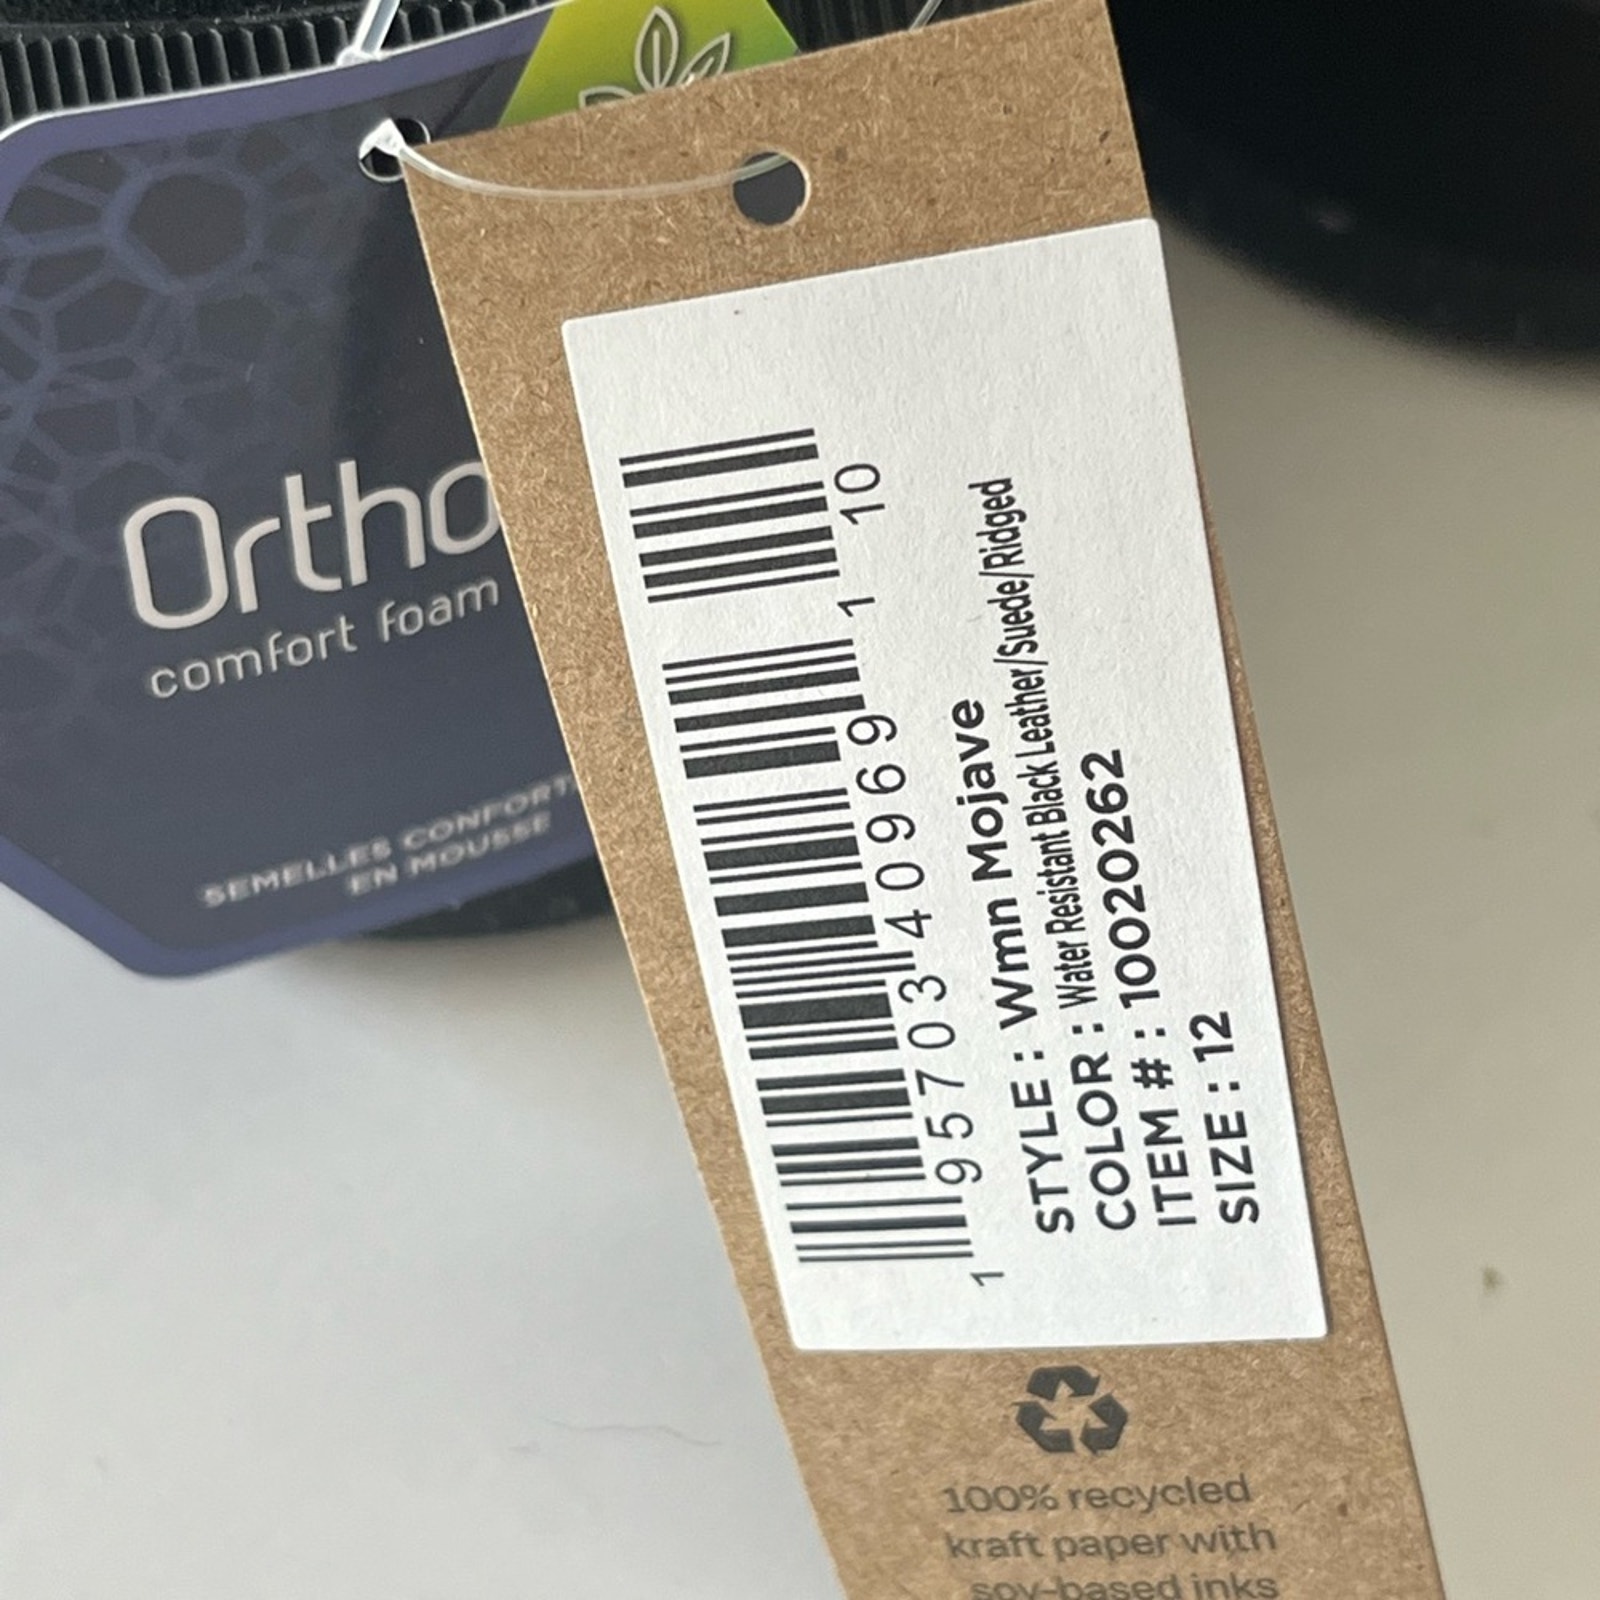 Ortho
comfort foam
SEMELLES CONFORT
EN MOUSSE
1 95703 40969 1 10
STYLE : Wmn Mojave
COLOR : Water Resistant Black Leather/Suede/Ridged
ITEM # : 10020262
SIZE : 12
100% recycled
kraft paper with
soy-based inks